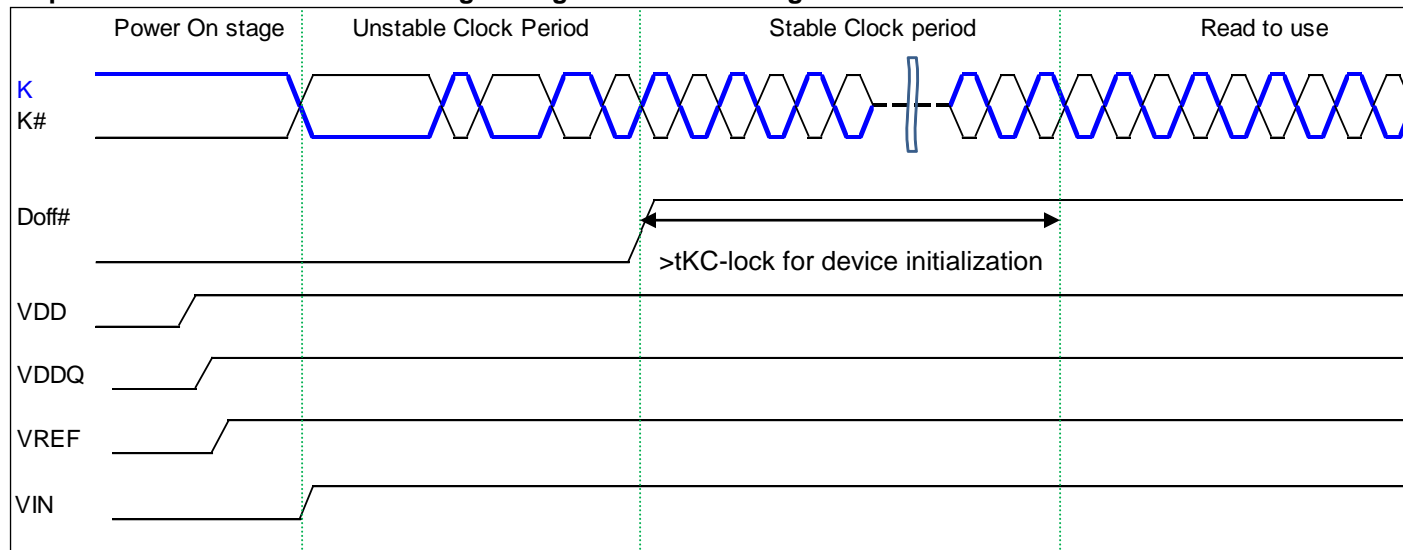 Power On stage
Unstable Clock Period
Stable Clock period
Read to use
K
K#
Doff#
>tKC-lock for device initialization
VDD
VDDQ
VREF
VIN